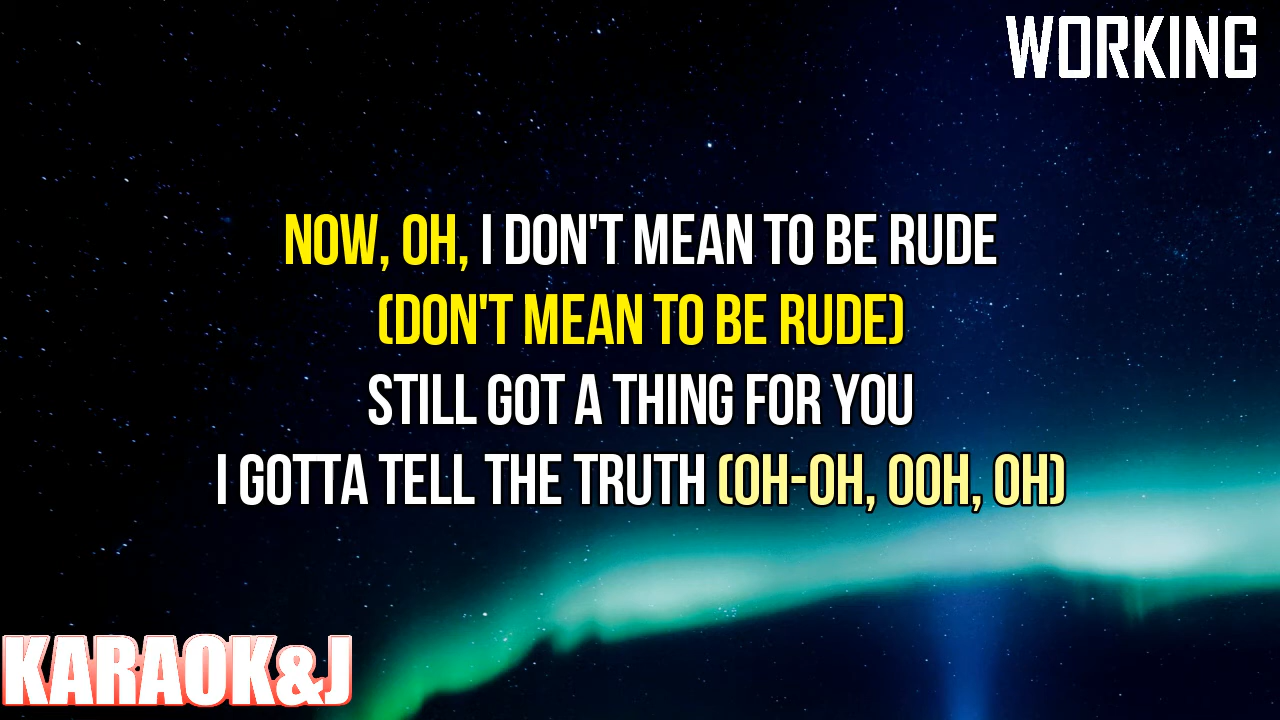 WORKING
NOW, OH, I DON'T MEAN TO BE RUDE
(DON'T MEAN TO BE RUDE)
STILL GOT A THING FOR YOU
I GOTTA TELL THE TRUTH (OH-OH, OOH, OH)
KARAOK&J